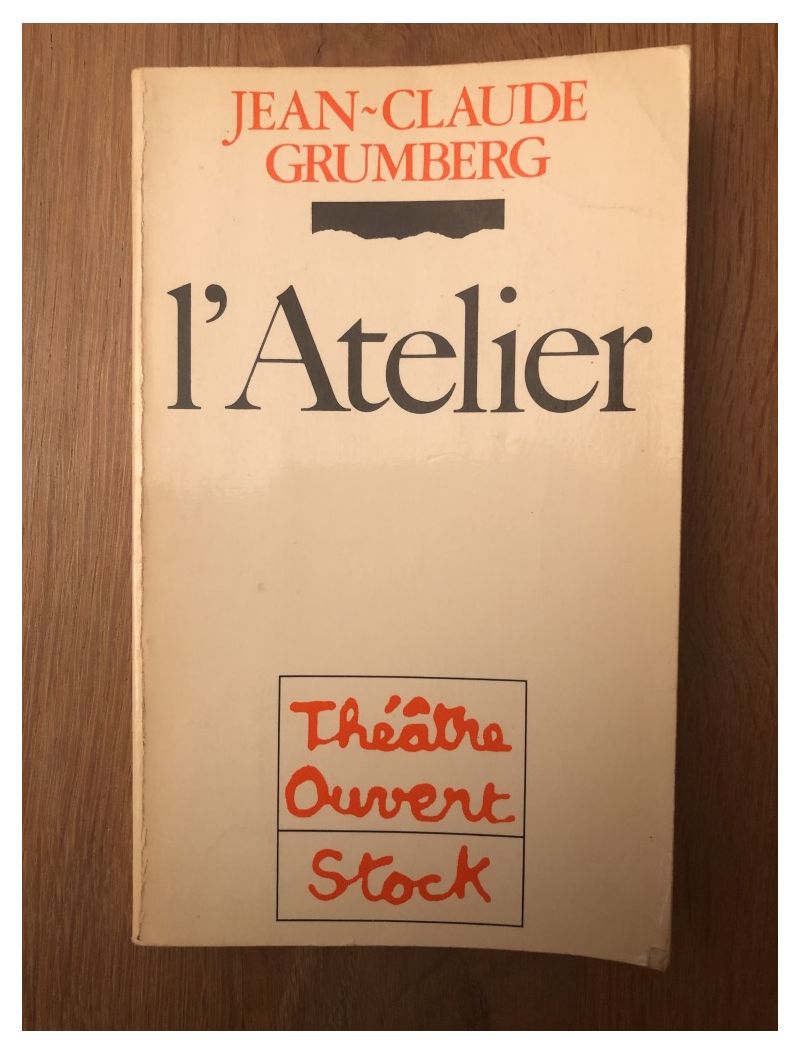 JEAN~CLAUDE
GRUMBERG
l'Atelier
Théâtre
Ouvert
Stock